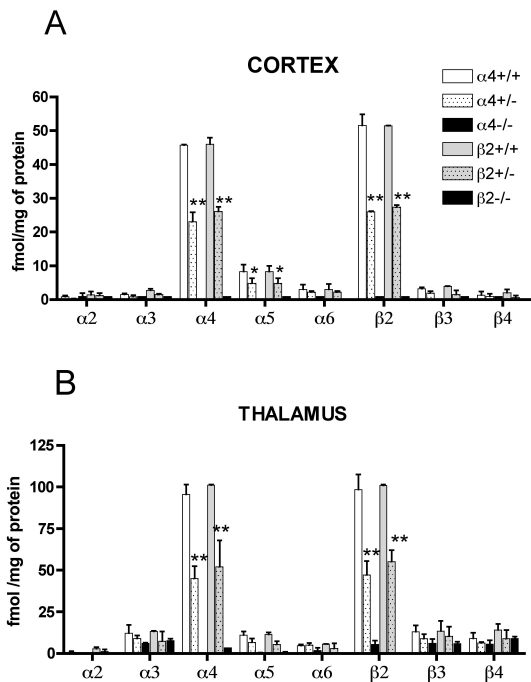 A
CORTEX
α4+/+
α4+/-
α4-/-
β2+/+
β2+/-
β2-/-
fmol/mg of protein
60
50
40
30
20
10
0
** ** * * ** **
α2 α3 α4 α5 α6 β2 β3 β4
B
THALAMUS
fmol /mg of protein
125
100
75
50
25
0
** ** ** **
α2 α3 α4 α5 α6 β2 β3 β4